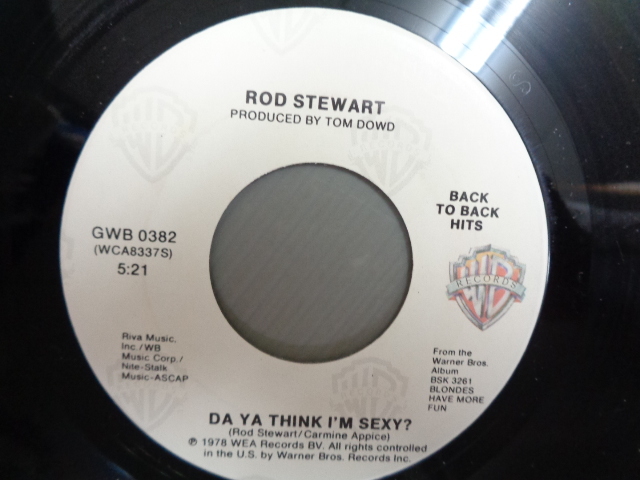 ROD STEWART
PRODUCED BY TOM DOWD
BACK
TO BACK
HITS
GWB 0382
(WCA8337S)
5:21
RECORDS
Riva Music,
Inc./WB
Music Corp./
Nite-Stalk
Music-ASCAP
From the
Warner Bros.
Album
BSK 3261
BLONDES
HAVE MORE
FUN
DA YA THINK I'M SEXY?
(Rod Stewart/Carmine Appice)
℗ 1978 WEA Records BV. All rights controlled
in the U.S. by Warner Bros. Records Inc.